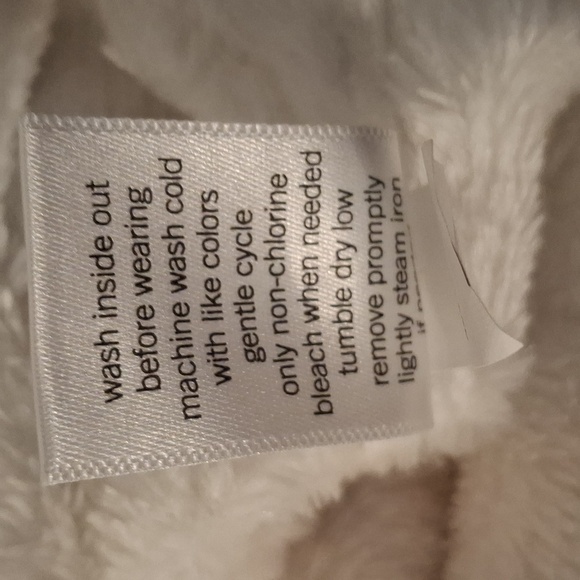 wash inside out
before wearing
machine wash cold
with like colors
gentle cycle
only non-chlorine
bleach when needed
tumble dry low
remove promptly
lightly steam iron
if